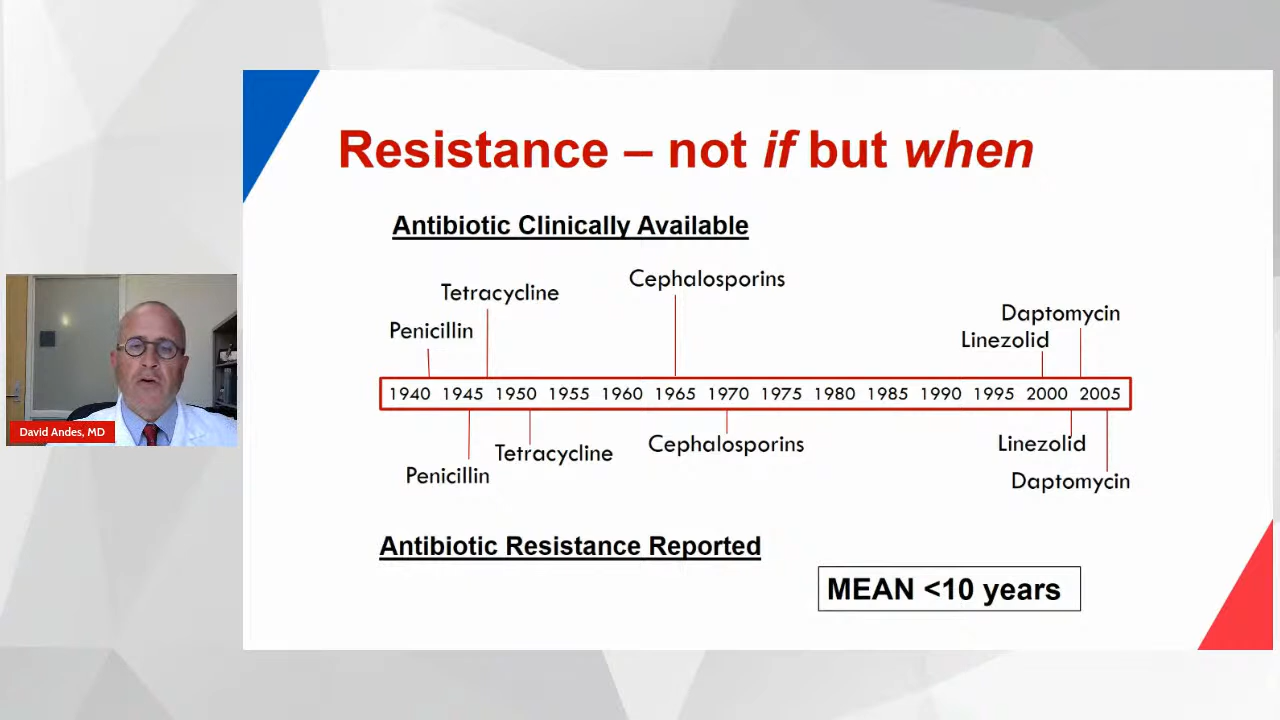 Resistance – not if but when
Antibiotic Clinically Available
Cephalosporins
Tetracycline
Penicillin
Daptomycin
Linezolid
1940 1945 1950 1955 1960 1965 1970 1975 1980 1985 1990 1995 2000 2005
Penicillin
Tetracycline
Cephalosporins
Linezolid
Daptomycin
Antibiotic Resistance Reported
MEAN <10 years
David Andes, MD